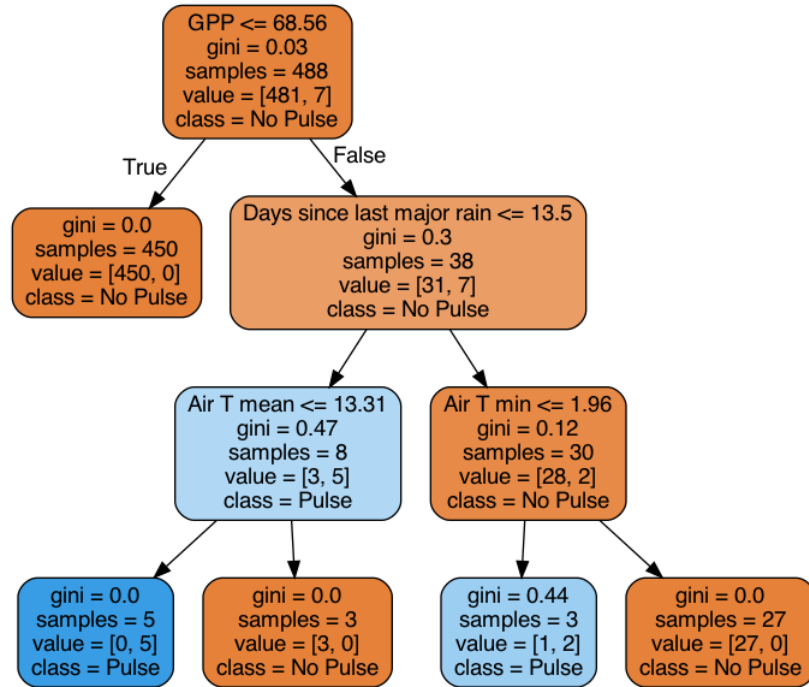 GPP <= 68.56
gini = 0.03
samples = 488
value = [481, 7]
class = No Pulse
True
False
gini = 0.0
samples = 450
value = [450, 0]
class = No Pulse
Days since last major rain <= 13.5
gini = 0.3
samples = 38
value = [31, 7]
class = No Pulse
Air T mean <= 13.31
gini = 0.47
samples = 8
value = [3, 5]
class = Pulse
Air T min <= 1.96
gini = 0.12
samples = 30
value = [28, 2]
class = No Pulse
gini = 0.0
samples = 5
value = [0, 5]
class = Pulse
gini = 0.0
samples = 3
value = [3, 0]
class = No Pulse
gini = 0.44
samples = 3
value = [1, 2]
class = Pulse
gini = 0.0
samples = 27
value = [27, 0]
class = No Pulse